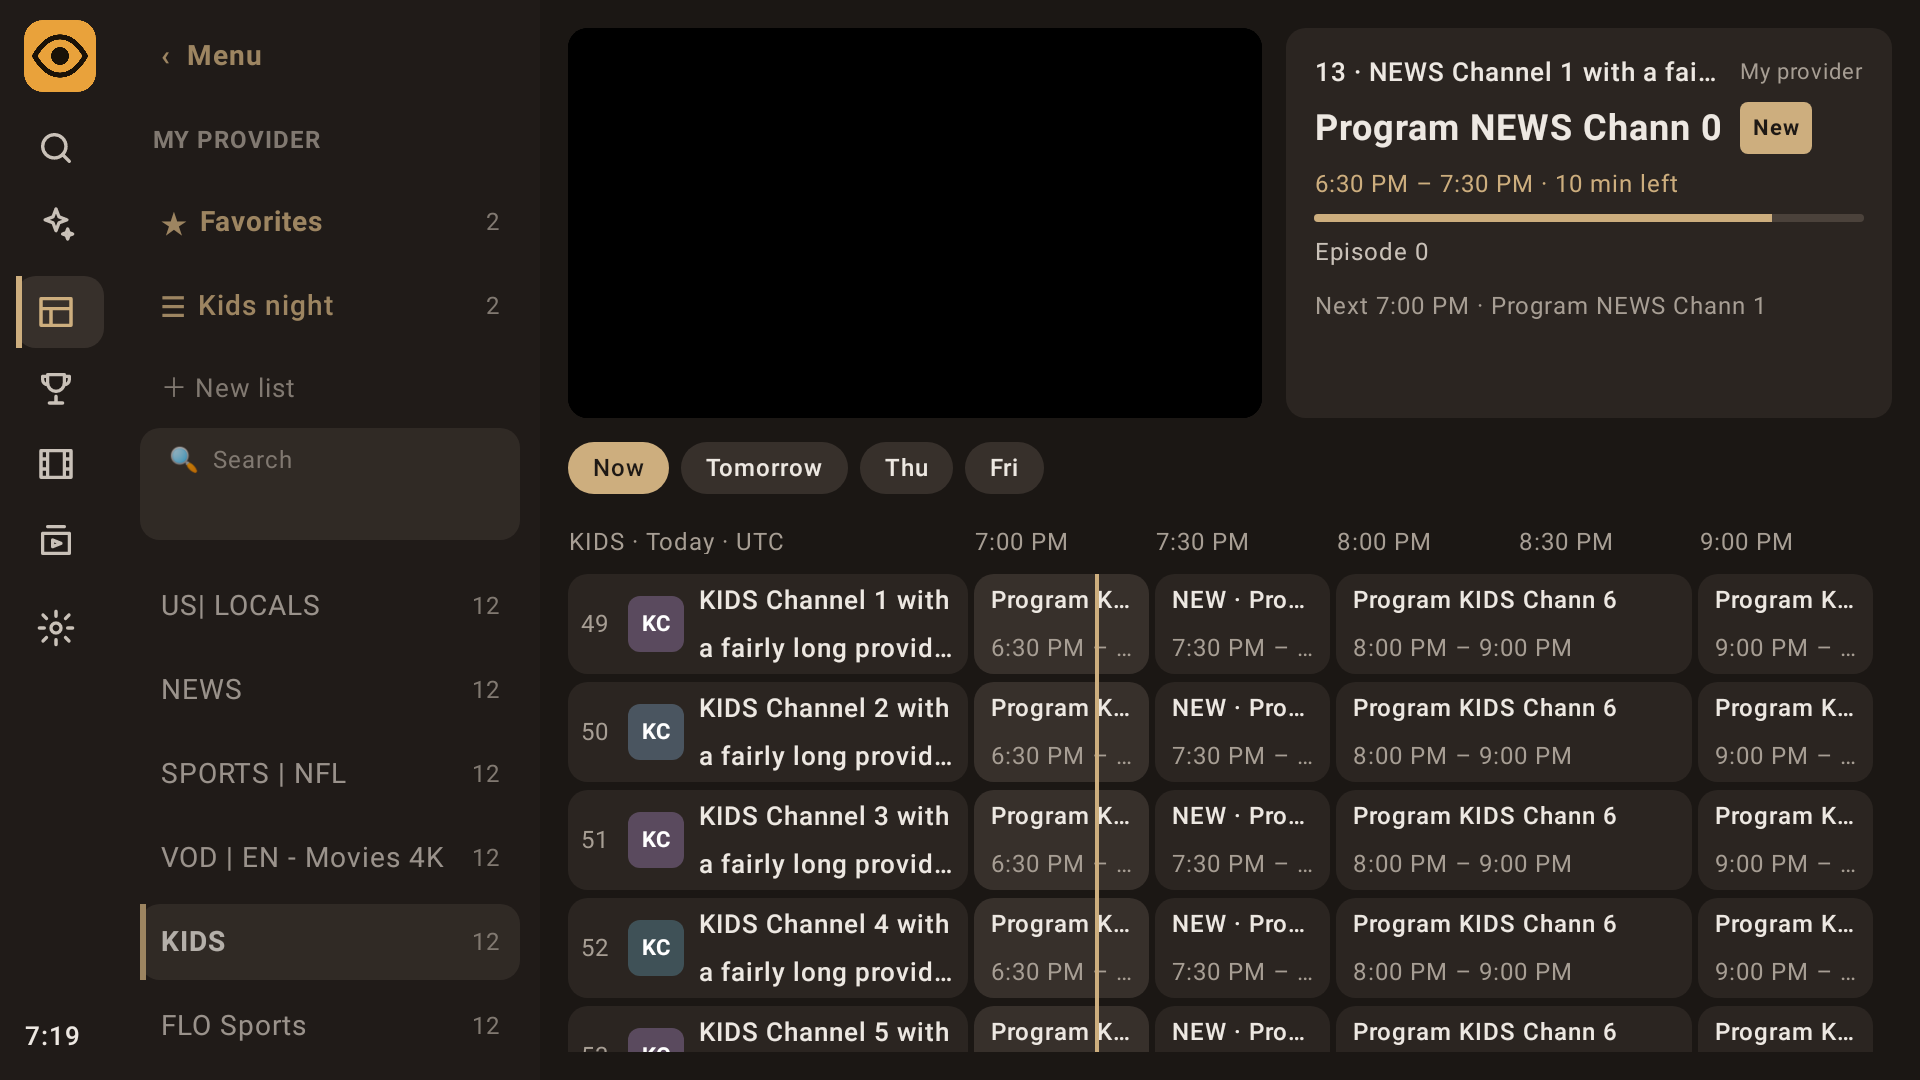 ‹ Menu
MY PROVIDER
★ Favorites 2
☰ Kids night 2
+ New list
🔍 Search
US| LOCALS 12
NEWS 12
SPORTS | NFL 12
VOD | EN - Movies 4K 12
KIDS 12
FLO Sports 12
7:19
13 · NEWS Channel 1 with a fai… My provider
Program NEWS Chann 0 New
6:30 PM – 7:30 PM · 10 min left
Episode 0
Next 7:00 PM · Program NEWS Chann 1
Now Tomorrow Thu Fri
KIDS · Today · UTC 7:00 PM 7:30 PM 8:00 PM 8:30 PM 9:00 PM
49 KC KIDS Channel 1 with a fairly long provid… Program K… 6:30 PM – … NEW · Pro… 7:30 PM – … Program KIDS Chann 6 8:00 PM – 9:00 PM Program K… 9:00 PM – …
50 KC KIDS Channel 2 with a fairly long provid… Program K… 6:30 PM – … NEW · Pro… 7:30 PM – … Program KIDS Chann 6 8:00 PM – 9:00 PM Program K… 9:00 PM – …
51 KC KIDS Channel 3 with a fairly long provid… Program K… 6:30 PM – … NEW · Pro… 7:30 PM – … Program KIDS Chann 6 8:00 PM – 9:00 PM Program K… 9:00 PM – …
52 KC KIDS Channel 4 with a fairly long provid… Program K… 6:30 PM – … NEW · Pro… 7:30 PM – … Program KIDS Chann 6 8:00 PM – 9:00 PM Program K… 9:00 PM – …
KIDS Channel 5 with Program K… NEW · Pro… Program KIDS Chann 6 Program K…